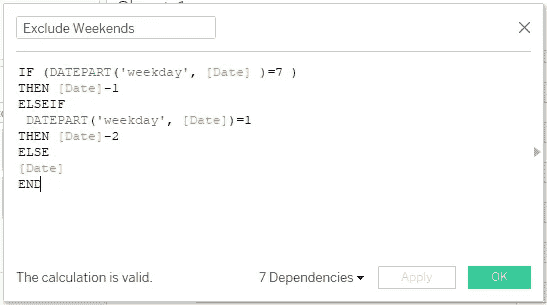 Exclude Weekends
IF (DATEPART('weekday', [Date] )=7 )
THEN [Date]-1
ELSEIF
DATEPART('weekday', [Date])=1
THEN [Date]-2
ELSE
[Date]
END
The calculation is valid.
7 Dependencies
Apply
OK